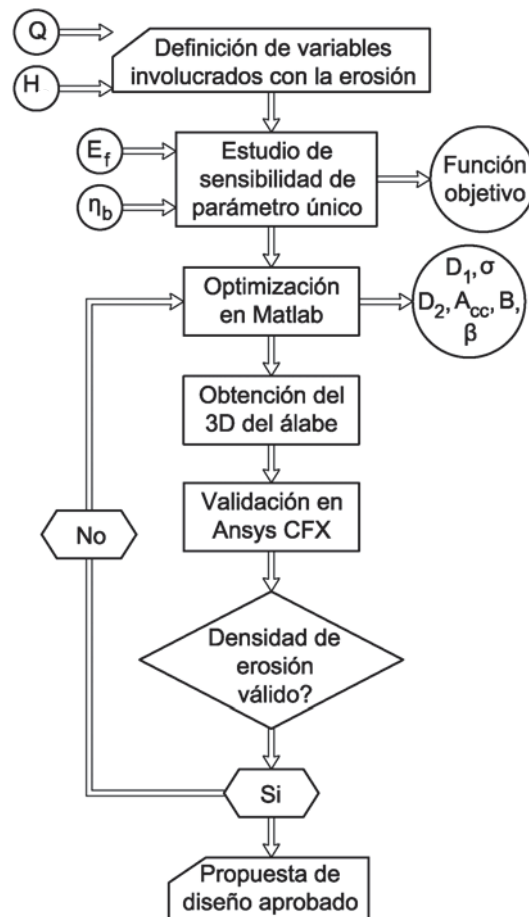 Q
Definición de variables
involucrados con la erosión
H
E_f
Estudio de
sensibilidad de
parámetro único
Función
objetivo
η_b
Optimización
en Matlab
D_1, σ
D_2, A_cc, B,
β
Obtención del
3D del álabe
Validación en
Ansys CFX
No
Densidad de
erosión
válido?
Si
Propuesta de
diseño aprobado